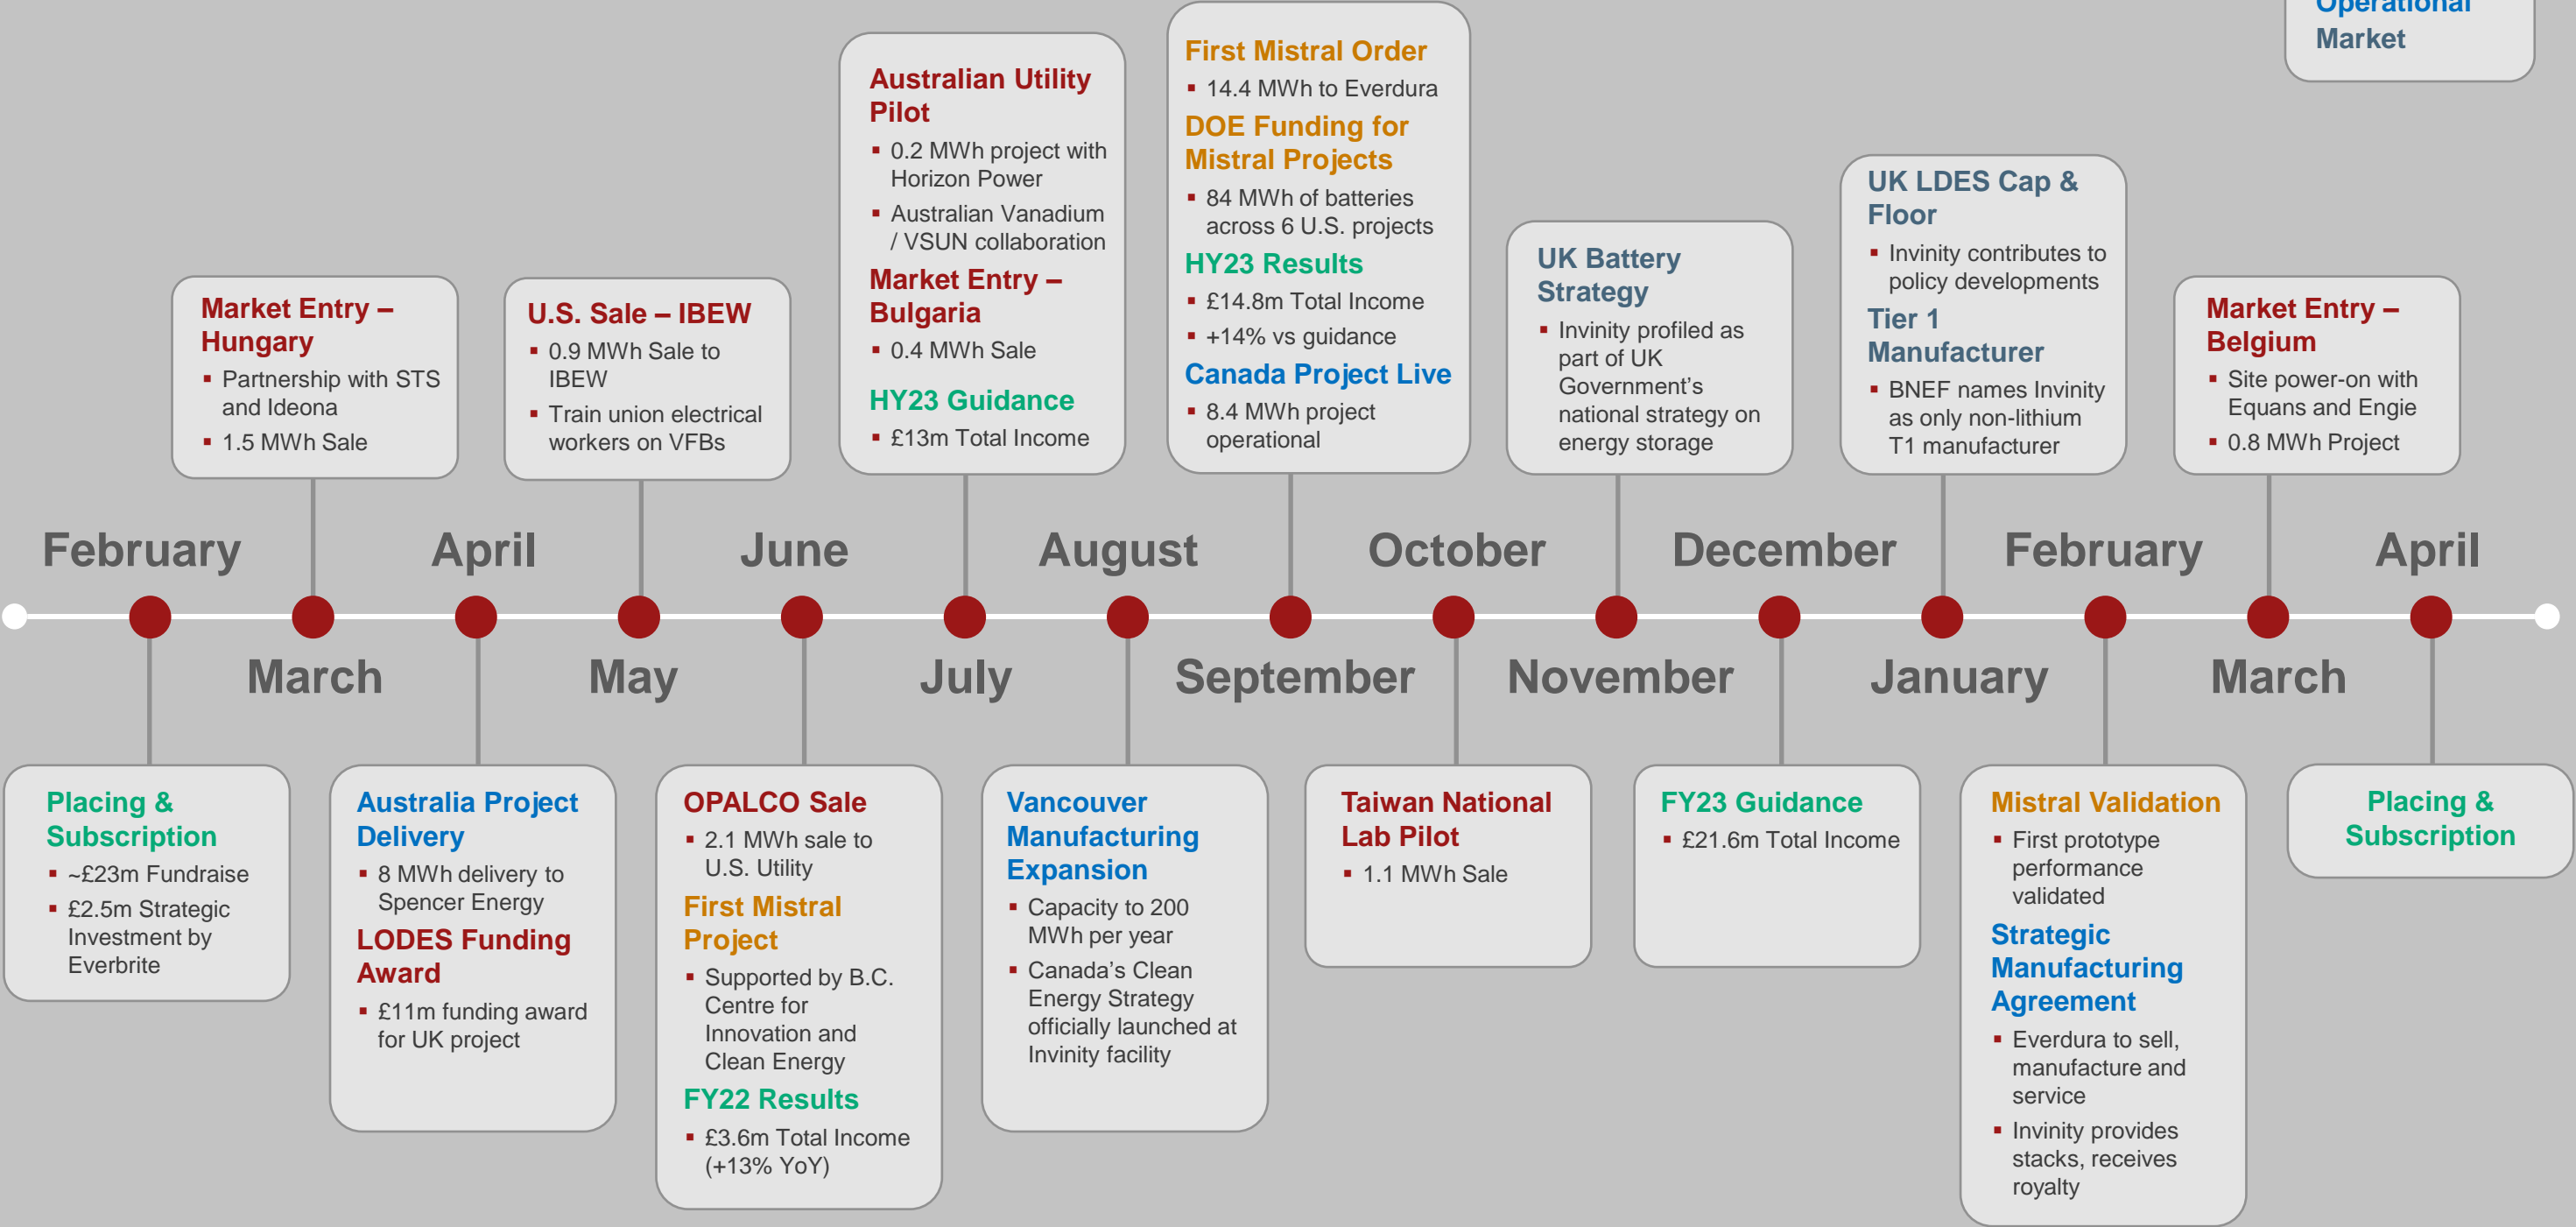 Operational
Market
Australian Utility
Pilot
▪ 0.2 MWh project with
Horizon Power
▪ Australian Vanadium
/ VSUN collaboration
Market Entry –
Bulgaria
▪ 0.4 MWh Sale
HY23 Guidance
▪ £13m Total Income
First Mistral Order
▪ 14.4 MWh to Everdura
DOE Funding for
Mistral Projects
▪ 84 MWh of batteries
across 6 U.S. projects
HY23 Results
▪ £14.8m Total Income
▪ +14% vs guidance
Canada Project Live
▪ 8.4 MWh project
operational
UK LDES Cap &
Floor
▪ Invinity contributes to
policy developments
Tier 1
Manufacturer
▪ BNEF names Invinity
as only non-lithium
T1 manufacturer
UK Battery
Strategy
▪ Invinity profiled as
part of UK
Government's
national strategy on
energy storage
Market Entry –
Hungary
▪ Partnership with STS
and Ideona
▪ 1.5 MWh Sale
U.S. Sale – IBEW
▪ 0.9 MWh Sale to
IBEW
▪ Train union electrical
workers on VFBs
Market Entry –
Belgium
▪ Site power-on with
Equans and Engie
▪ 0.8 MWh Project
February
April
June
August
October
December
February
April
March
May
July
September
November
January
March
Placing &
Subscription
▪ ~£23m Fundraise
▪ £2.5m Strategic
Investment by
Everbrite
Australia Project
Delivery
▪ 8 MWh delivery to
Spencer Energy
LODES Funding
Award
▪ £11m funding award
for UK project
OPALCO Sale
▪ 2.1 MWh sale to
U.S. Utility
First Mistral
Project
▪ Supported by B.C.
Centre for
Innovation and
Clean Energy
FY22 Results
▪ £3.6m Total Income
(+13% YoY)
Vancouver
Manufacturing
Expansion
▪ Capacity to 200
MWh per year
▪ Canada's Clean
Energy Strategy
officially launched at
Invinity facility
Taiwan National
Lab Pilot
▪ 1.1 MWh Sale
FY23 Guidance
▪ £21.6m Total Income
Mistral Validation
▪ First prototype
performance
validated
Strategic
Manufacturing
Agreement
▪ Everdura to sell,
manufacture and
service
▪ Invinity provides
stacks, receives
royalty
Placing &
Subscription